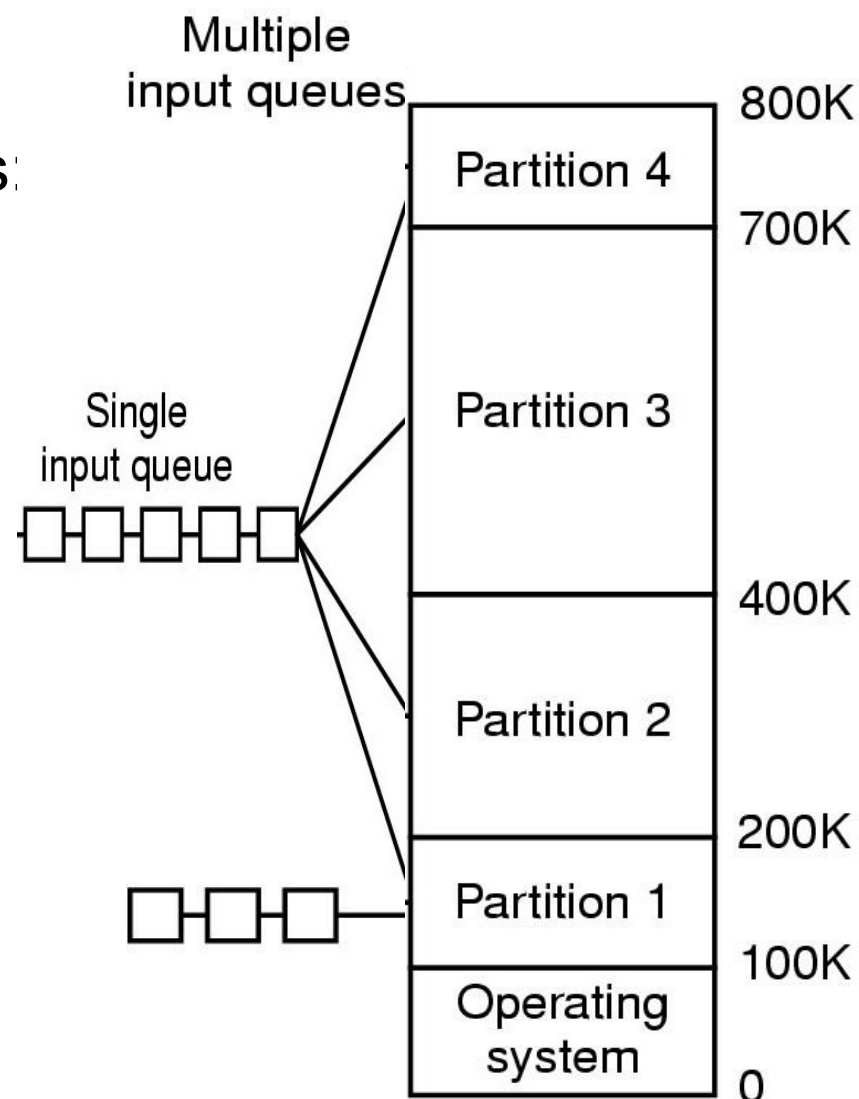 Multiple
input queues
s:
800K
Partition 4
700K
Single
input queue
Partition 3
400K
Partition 2
200K
Partition 1
100K
Operating
system
0